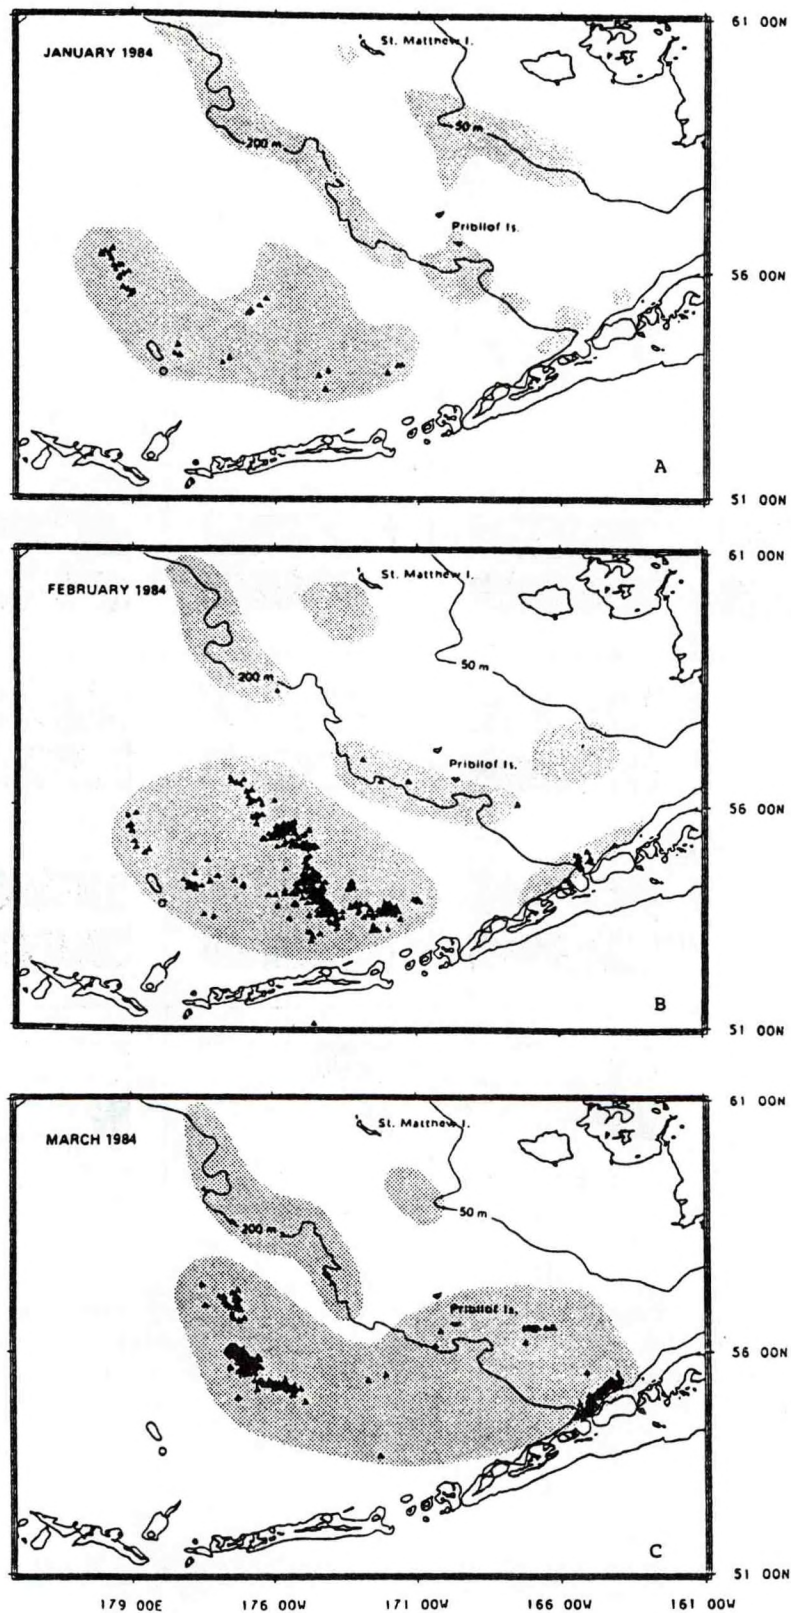 61 00N
JANUARY 1984
St. Matthew I.
200 m
50 m
Pribilof Is.
56 00N
A
51 00N
61 00N
FEBRUARY 1984
St. Matthew I.
200 m
50 m
Pribilof Is.
56 00N
B
51 00N
61 00N
MARCH 1984
St. Matthew I.
200 m
50 m
Pribilof Is.
56 00N
C
51 00N
179 00E 176 00W 171 00W 166 00W 161 00W